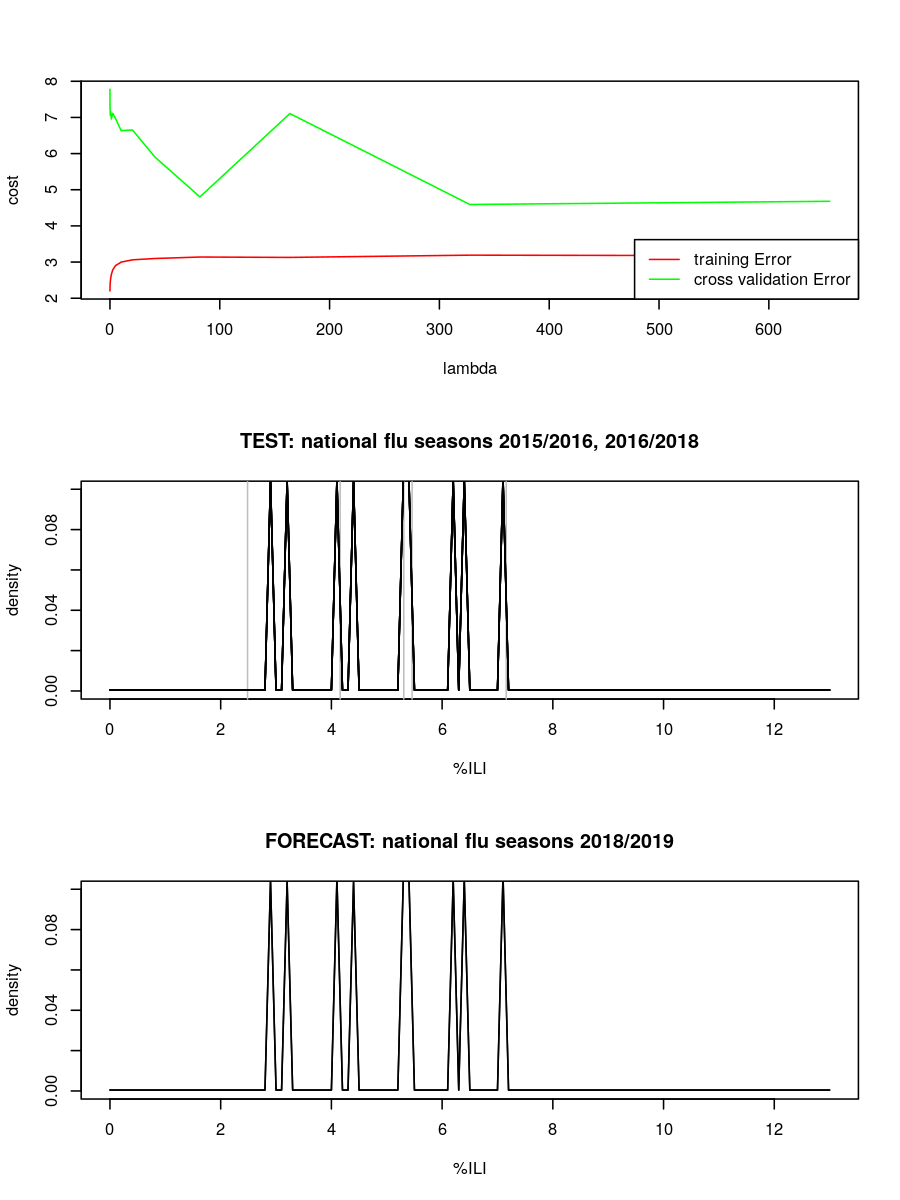 8
7
6
5
4
3
2
cost
training Error
cross validation Error
0 100 200 300 400 500 600
lambda
TEST: national flu seasons 2015/2016, 2016/2018
0.08
0.04
0.00
density
0 2 4 6 8 10 12
%ILI
FORECAST: national flu seasons 2018/2019
0.08
0.04
0.00
density
0 2 4 6 8 10 12
%ILI